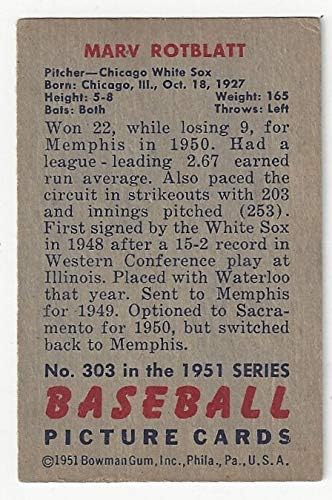 MARV ROTBLATT
Pitcher—Chicago White Sox
Born: Chicago, Ill., Oct. 18, 1927
Height: 5-8 Weight: 165
Bats: Both Throws: Left
Won 22, while losing 9, for
Memphis in 1950. Had a
league-leading 2.67 earned
run average. Also paced the
circuit in strikeouts with 203
and innings pitched (253).
First signed by the White Sox
in 1948 after a 15-2 record in
Western Conference play at
Illinois. Placed with Waterloo
that year. Sent to Memphis
for 1949. Optioned to Sacra-
mento for 1950, but switched
back to Memphis.
No. 303 in the 1951 SERIES
BASEBALL
PICTURE CARDS
©1951 Bowman Gum, Inc., Phila., Pa., U.S.A.